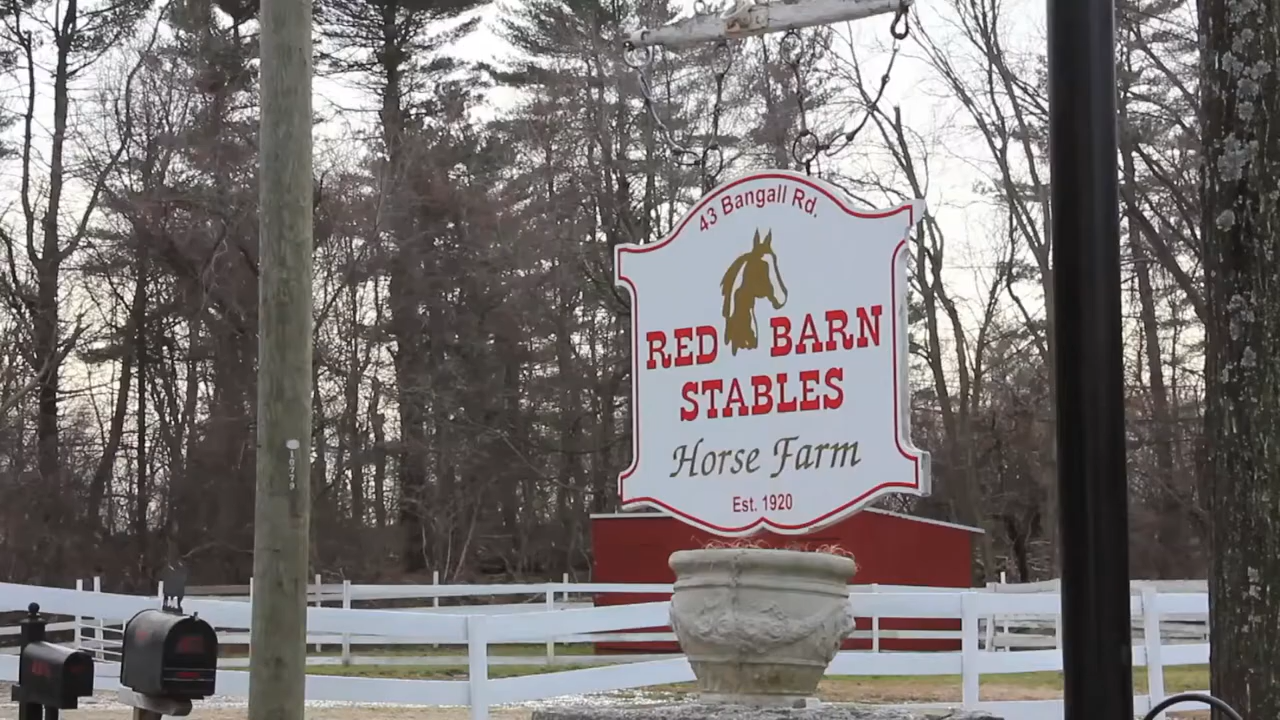 43 Bangall Rd.
RED BARN
STABLES
Horse Farm
Est. 1920